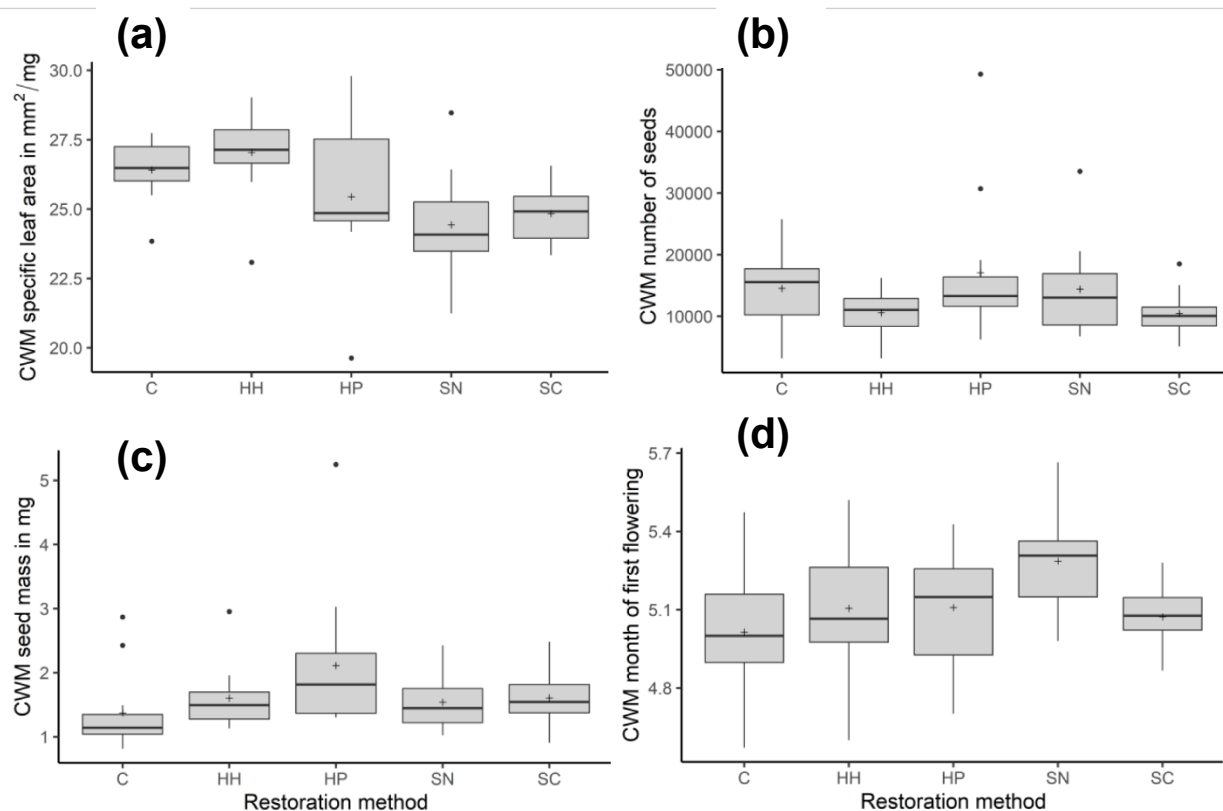 (a)
CWM specific leaf area in mm²/mg
30.0
27.5
25.0
22.5
20.0
C HH HP SN SC
(b)
CWM number of seeds
50000
40000
30000
20000
10000
C HH HP SN SC
(c)
CWM seed mass in mg
5
4
3
2
1
C HH HP SN SC
Restoration method
(d)
CWM month of first flowering
5.7
5.4
5.1
4.8
C HH HP SN SC
Restoration method